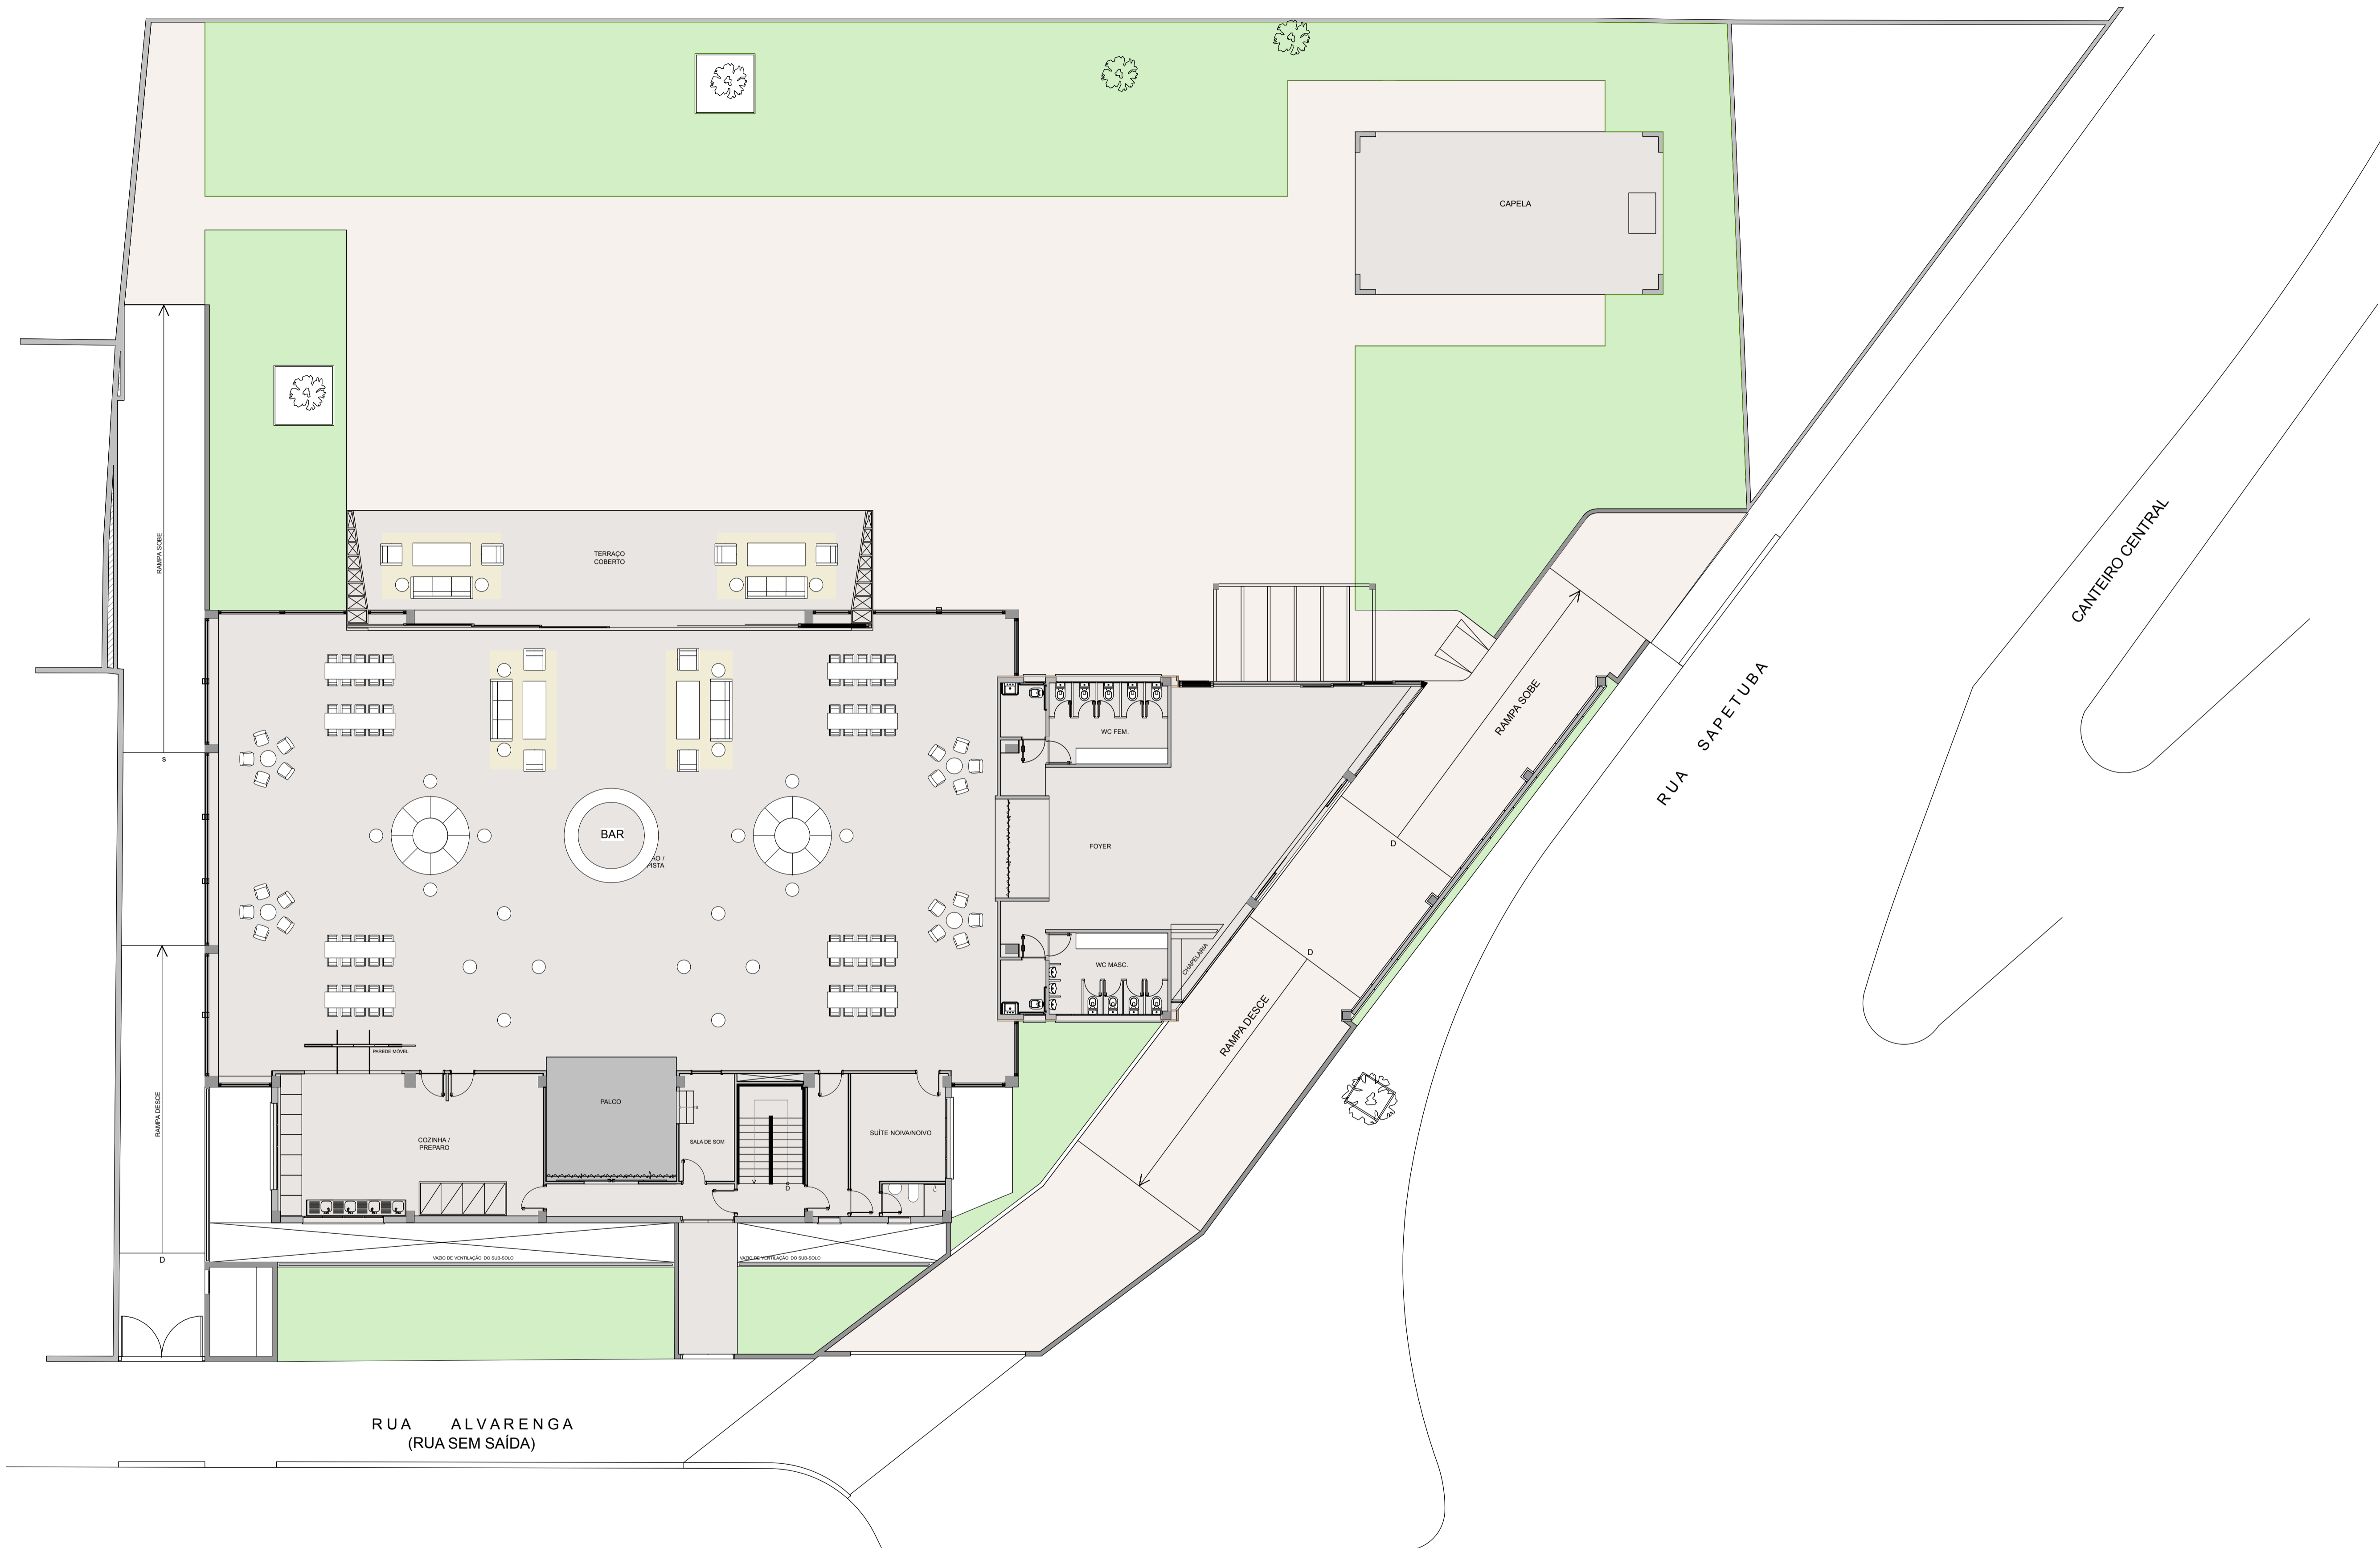 CAPELA
CANTEIRO CENTRAL
RAMPA SOBE
TERRAÇO
COBERTO
RAMPA SOBE
RUA SAPETUBA
WC FEM.
S
BAR
D
FOYER
D
CHAPELARIA
WC MASC.
RAMPA DESCE
PAREDE MÓVEL
RAMPA DESCE
PALCO
COZINHA /
PREPARO
SALA DE SOM
SUÍTE NOIVA/NOIVO
D
VAZIO DE VENTILAÇÃO DO SUB-SOLO
VAZIO DE VENTILAÇÃO DO SUB-SOLO
D
RUA ALVARENGA
(RUA SEM SAÍDA)